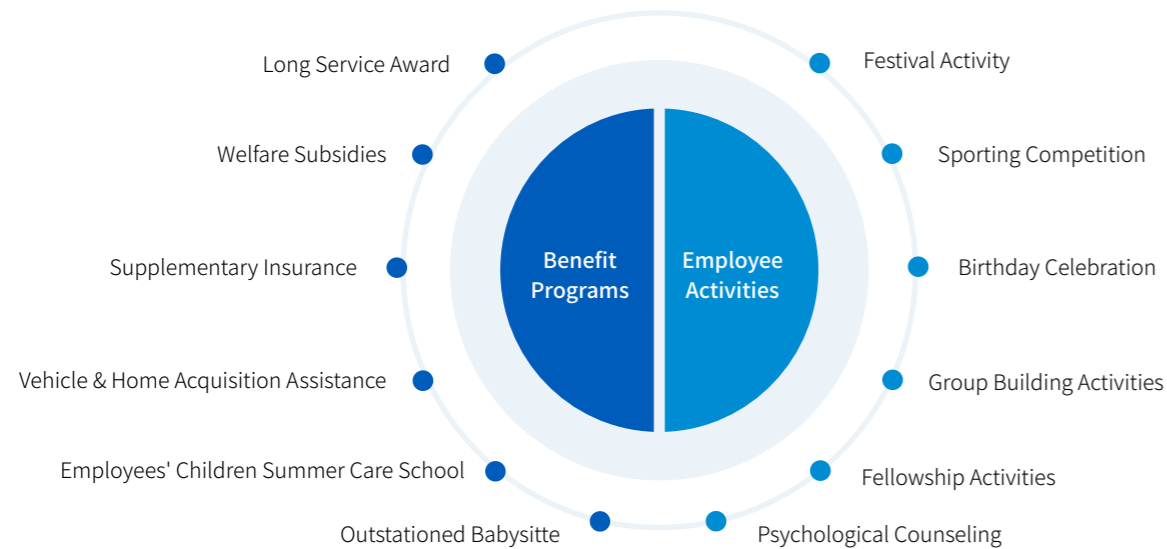 Long Service Award
Welfare Subsidies
Supplementary Insurance
Vehicle & Home Acquisition Assistance
Employees' Children Summer Care School
Outstationed Babysitte
Benefit
Programs
Employee
Activities
Festival Activity
Sporting Competition
Birthday Celebration
Group Building Activities
Fellowship Activities
Psychological Counseling